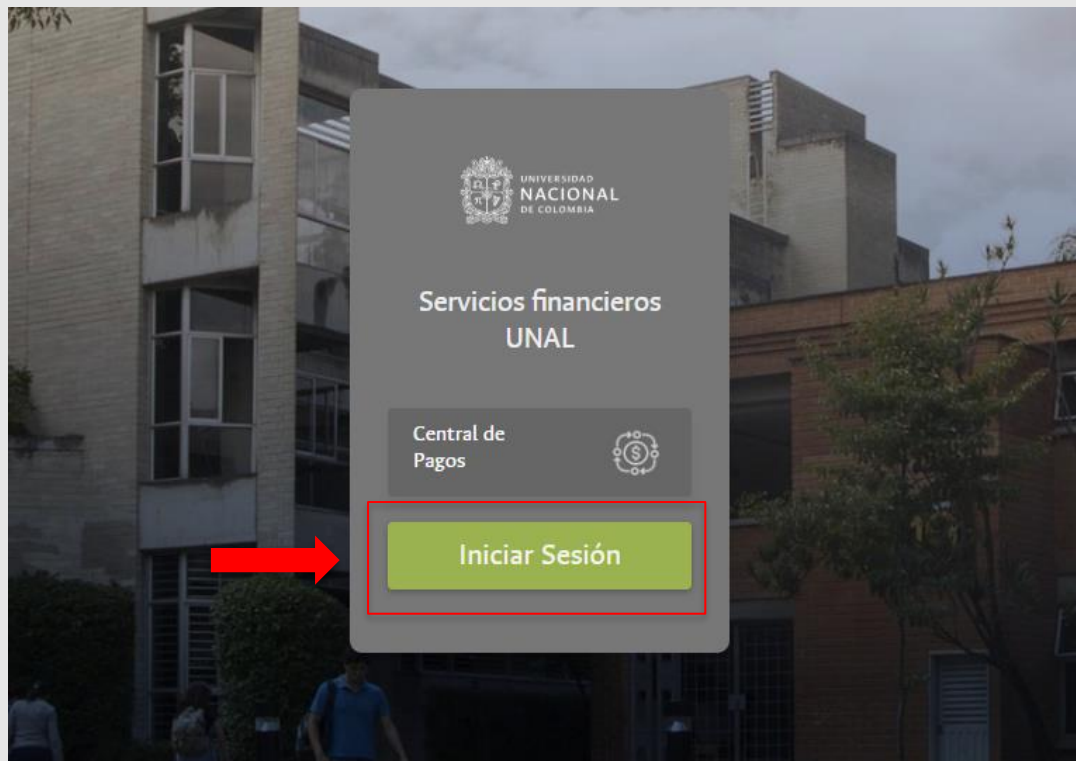 UNIVERSIDAD
NACIONAL
DE COLOMBIA
Servicios financieros
UNAL
Central de
Pagos
Iniciar Sesión